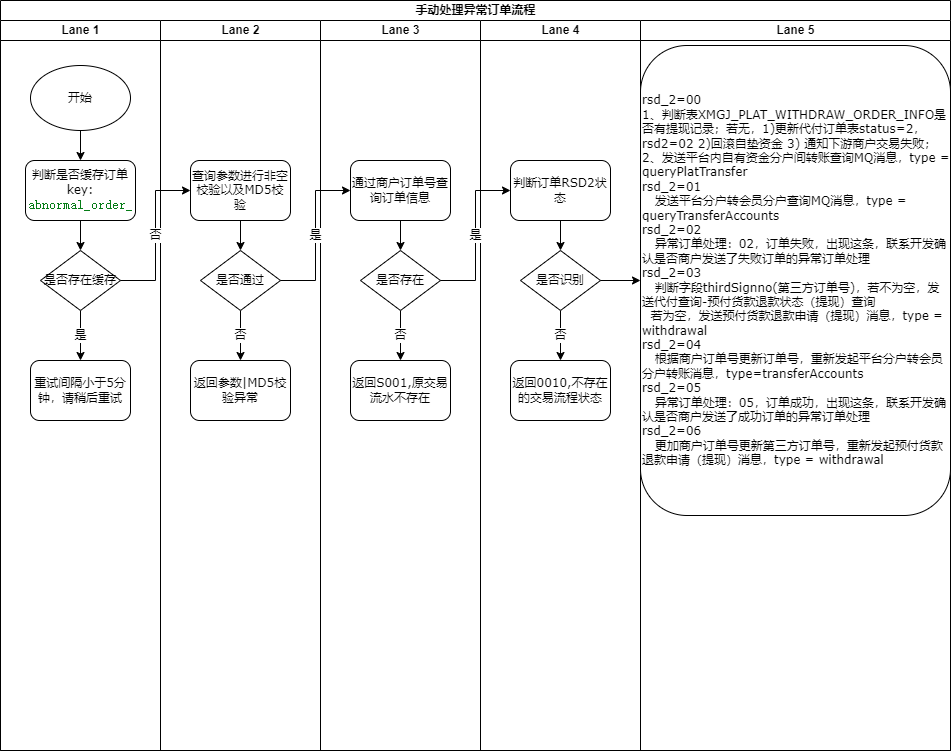 手动处理异常订单流程
Lane 1
Lane 2
Lane 3
Lane 4
Lane 5
开始
判断是否缓存订单
key:
abnormal_order_
是否存在缓存
否
是
重试间隔小于5分
钟，请稍后重试
查询参数进行非空
校验以及MD5校
验
是否通过
是
否
返回参数|MD5校
验异常
通过商户订单号查
询订单信息
是否存在
是
否
返回S001,原交易
流水不存在
判断订单RSD2状
态
是否识别
否
返回0010,不存在
的交易流程状态
rsd_2=00
1、判断表XMGJ_PLAT_WITHDRAW_ORDER_INFO是
否有提现记录；若无，1)更新代付订单表status=2，
rsd2=02 2)回滚自垫资金 3) 通知下游商户交易失败；
2、发送平台内自有资金分户间转账查询MQ消息，type =
queryPlatTransfer
rsd_2=01
发送平台分户转会员分户查询MQ消息，type =
queryTransferAccounts
rsd_2=02
异常订单处理：02，订单失败，出现这条，联系开发确
认是否商户发送了失败订单的异常订单处理
rsd_2=03
判断字段thirdSignno(第三方订单号)，若不为空，发
送代付查询-预付货款退款状态（提现）查询
若为空，发送预付货款退款申请（提现）消息，type =
withdrawal
rsd_2=04
根据商户订单号更新订单号，重新发起平台分户转会员
分户转账消息，type=transferAccounts
rsd_2=05
异常订单处理：05，订单成功，出现这条，联系开发确
认是否商户发送了成功订单的异常订单处理
rsd_2=06
更加商户订单号更新第三方订单号，重新发起预付货款
退款申请（提现）消息，type = withdrawal